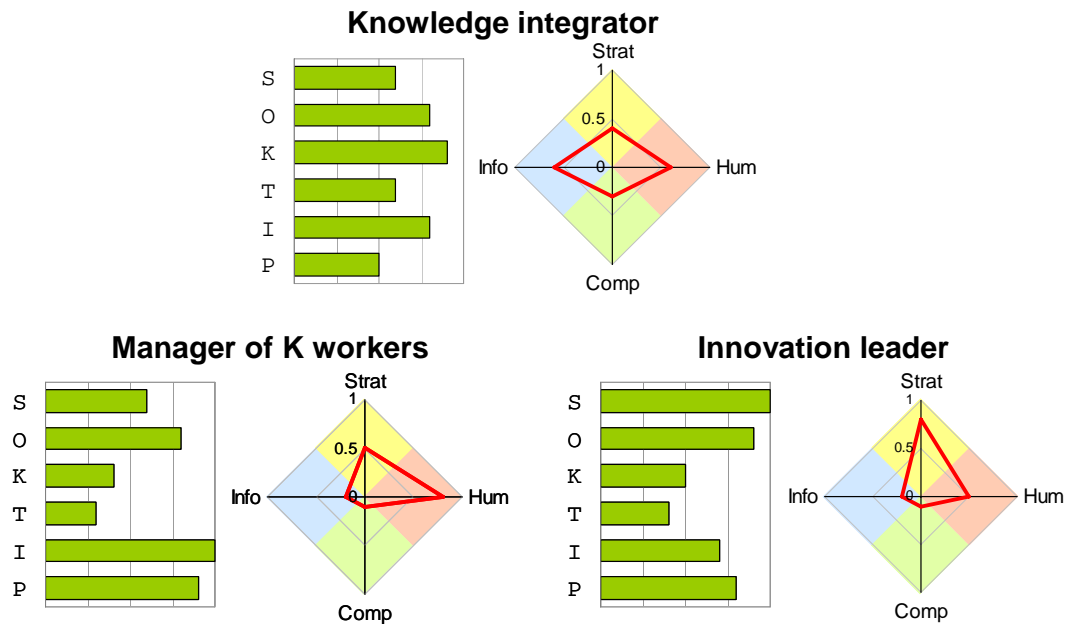 Knowledge integrator
S
O
K
T
I
P
Strat
1
0.5
Info
0
Hum
Comp
Manager of K workers
S
O
K
T
I
P
Strat
1
0.5
Info
0
Hum
Comp
Innovation leader
S
O
K
T
I
P
Strat
1
0.5
Info
0
Hum
Comp